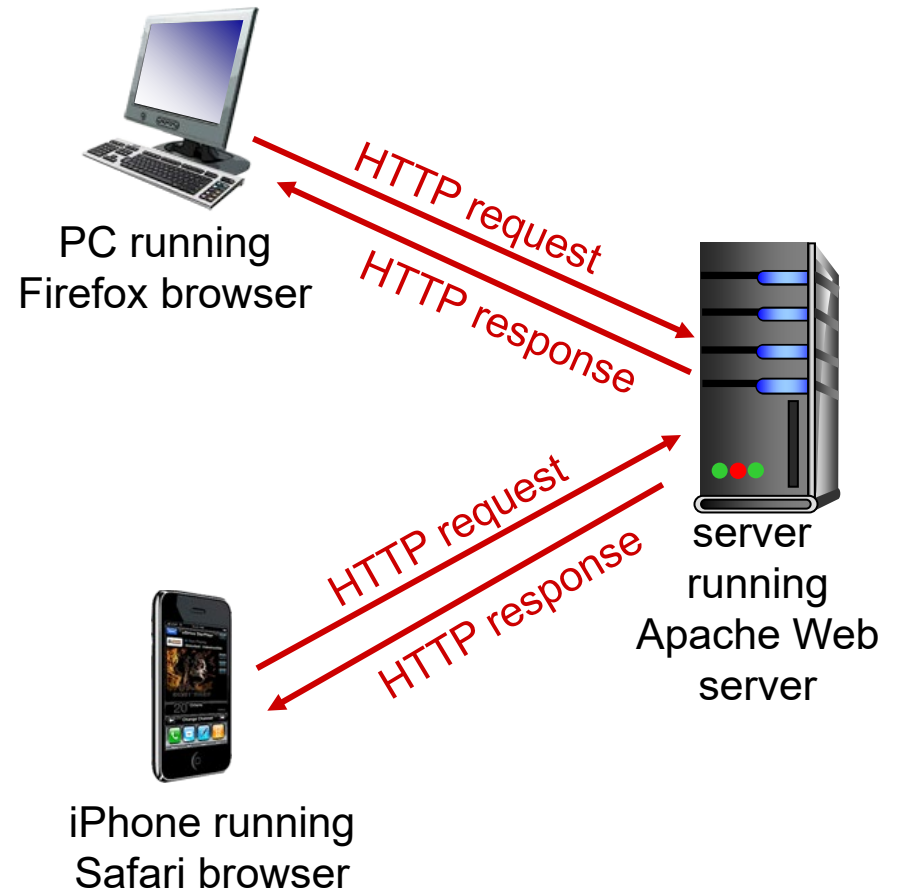 HTTP request
HTTP response
PC running
Firefox browser
HTTP request
HTTP response
server
running
Apache Web
server
iPhone running
Safari browser